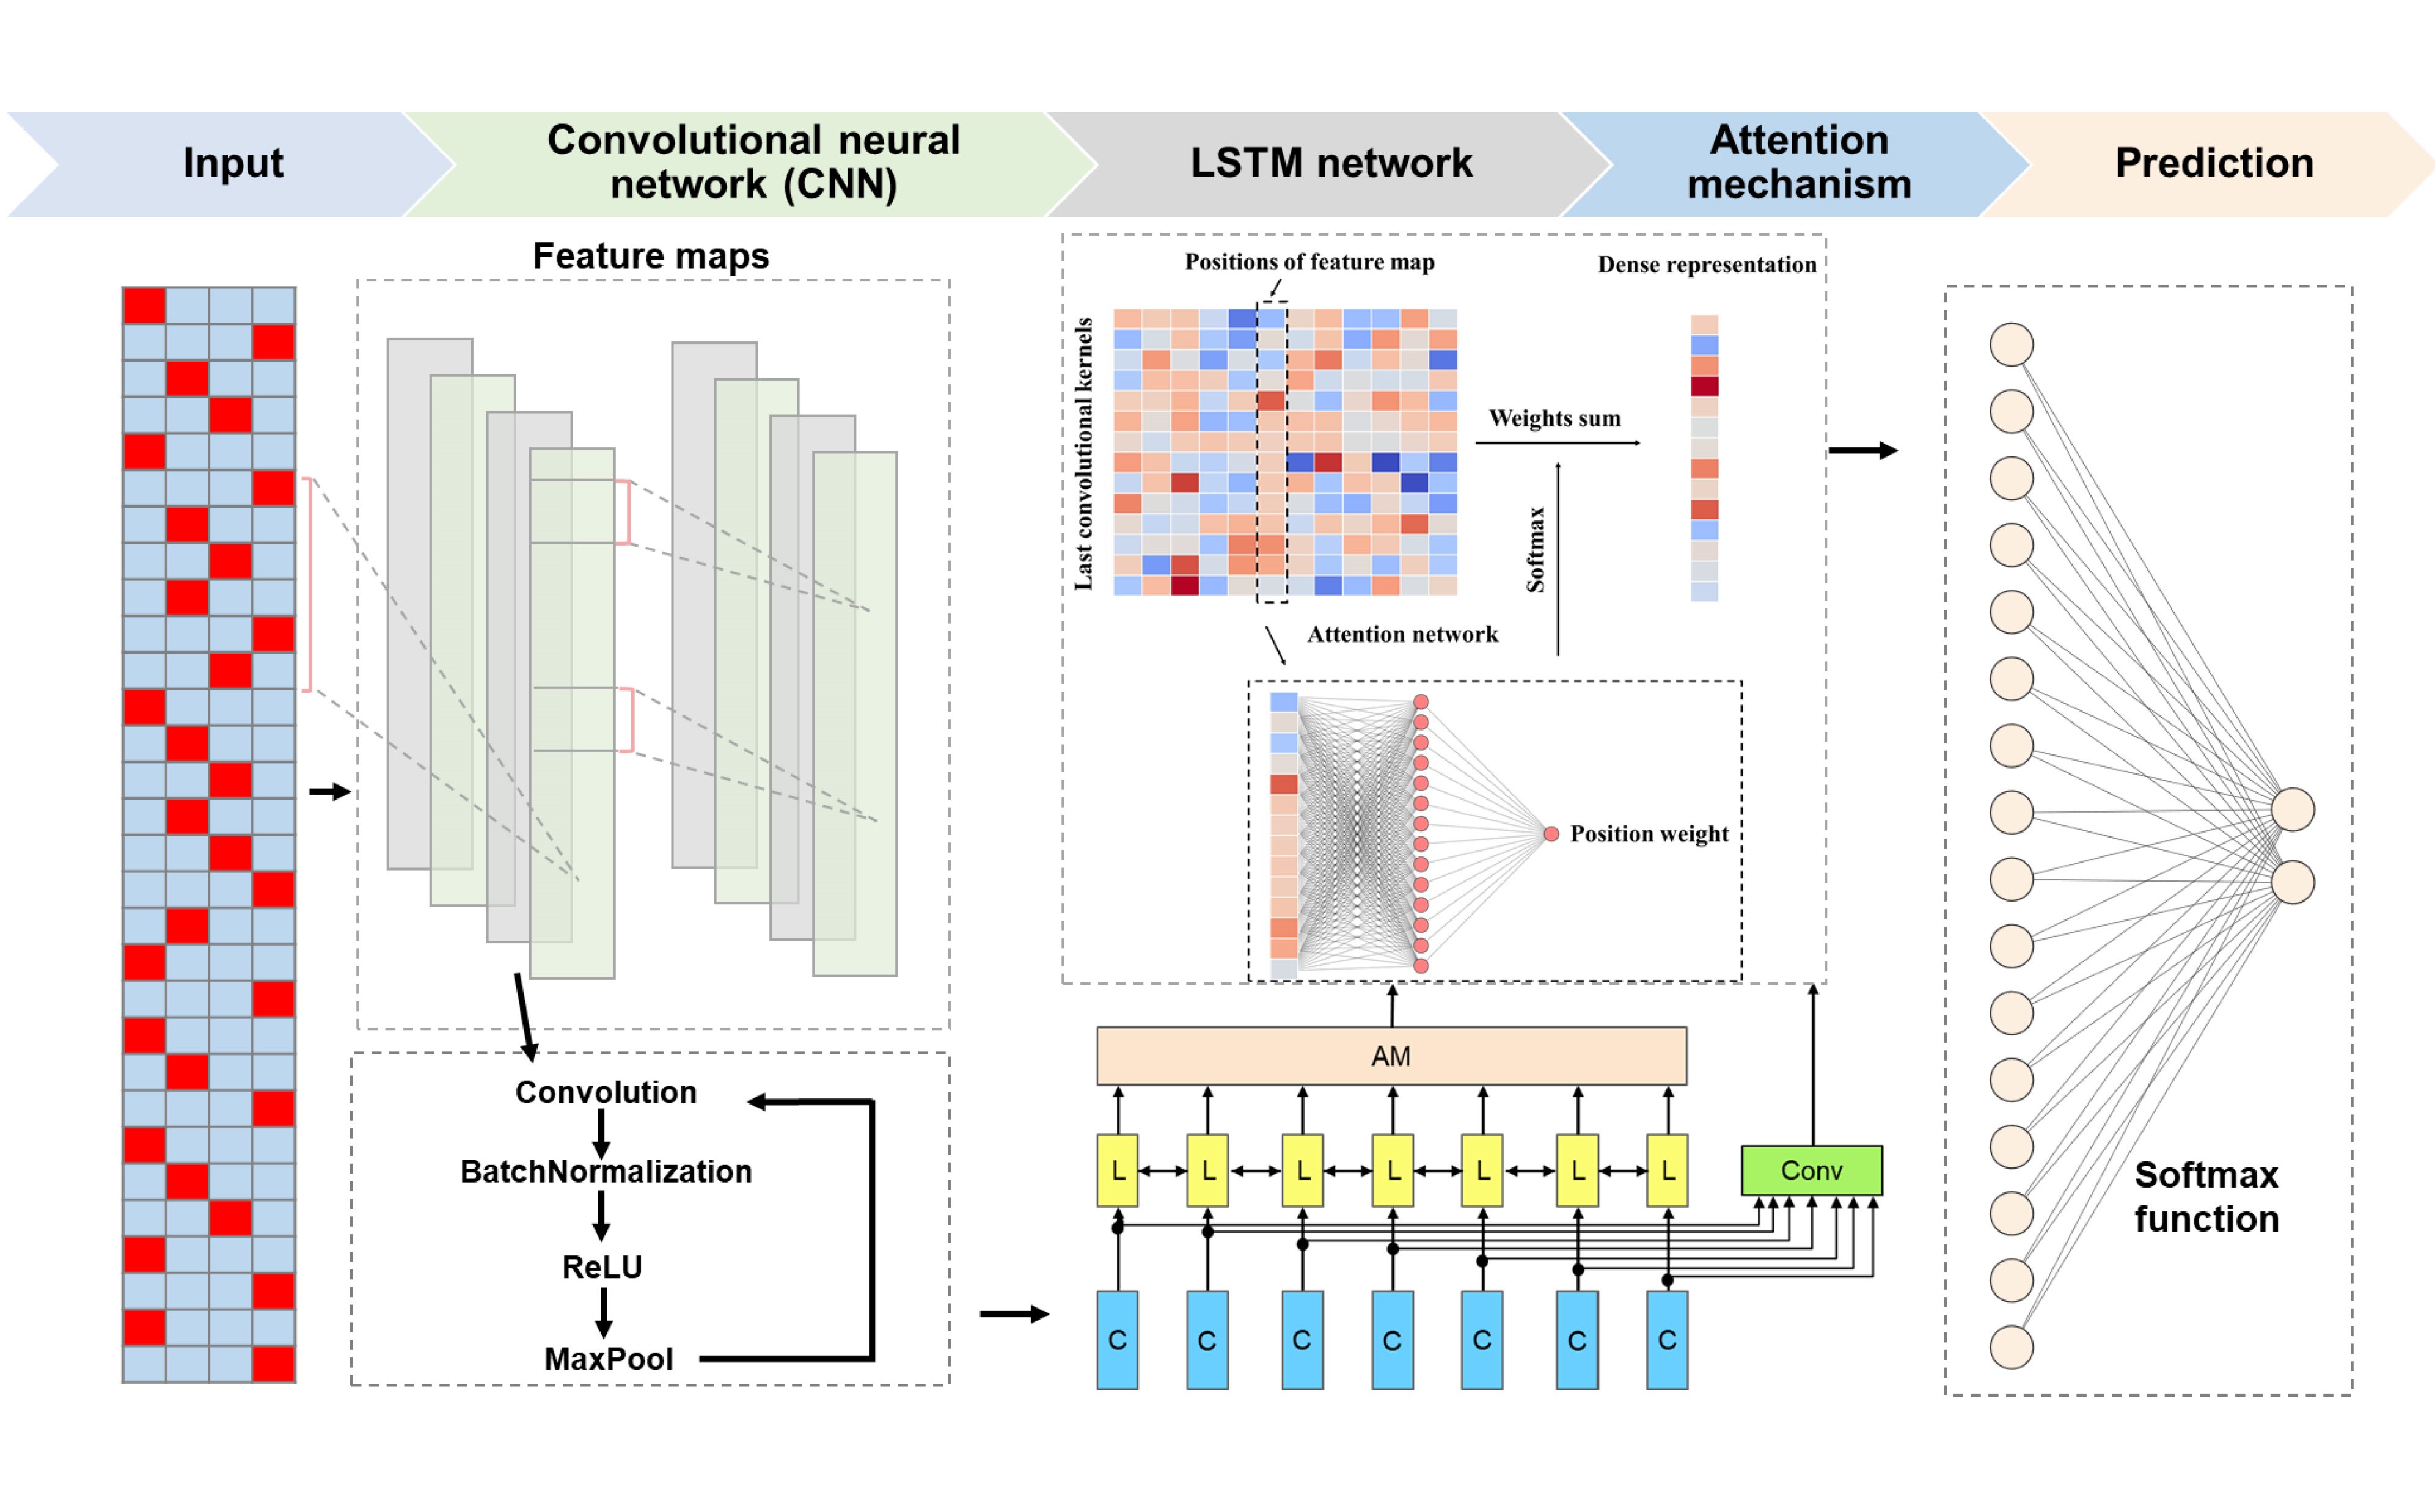 Input
Convolutional neural
network (CNN)
LSTM network
Attention
mechanism
Prediction
Feature maps
Positions of feature map
Dense representation
Last convolutional kernels
Weights sum
Softmax
Attention network
Position weight
Convolution
BatchNormalization
ReLU
MaxPool
AM
L L L L L L L
Conv
C C C C C C C
Softmax
function